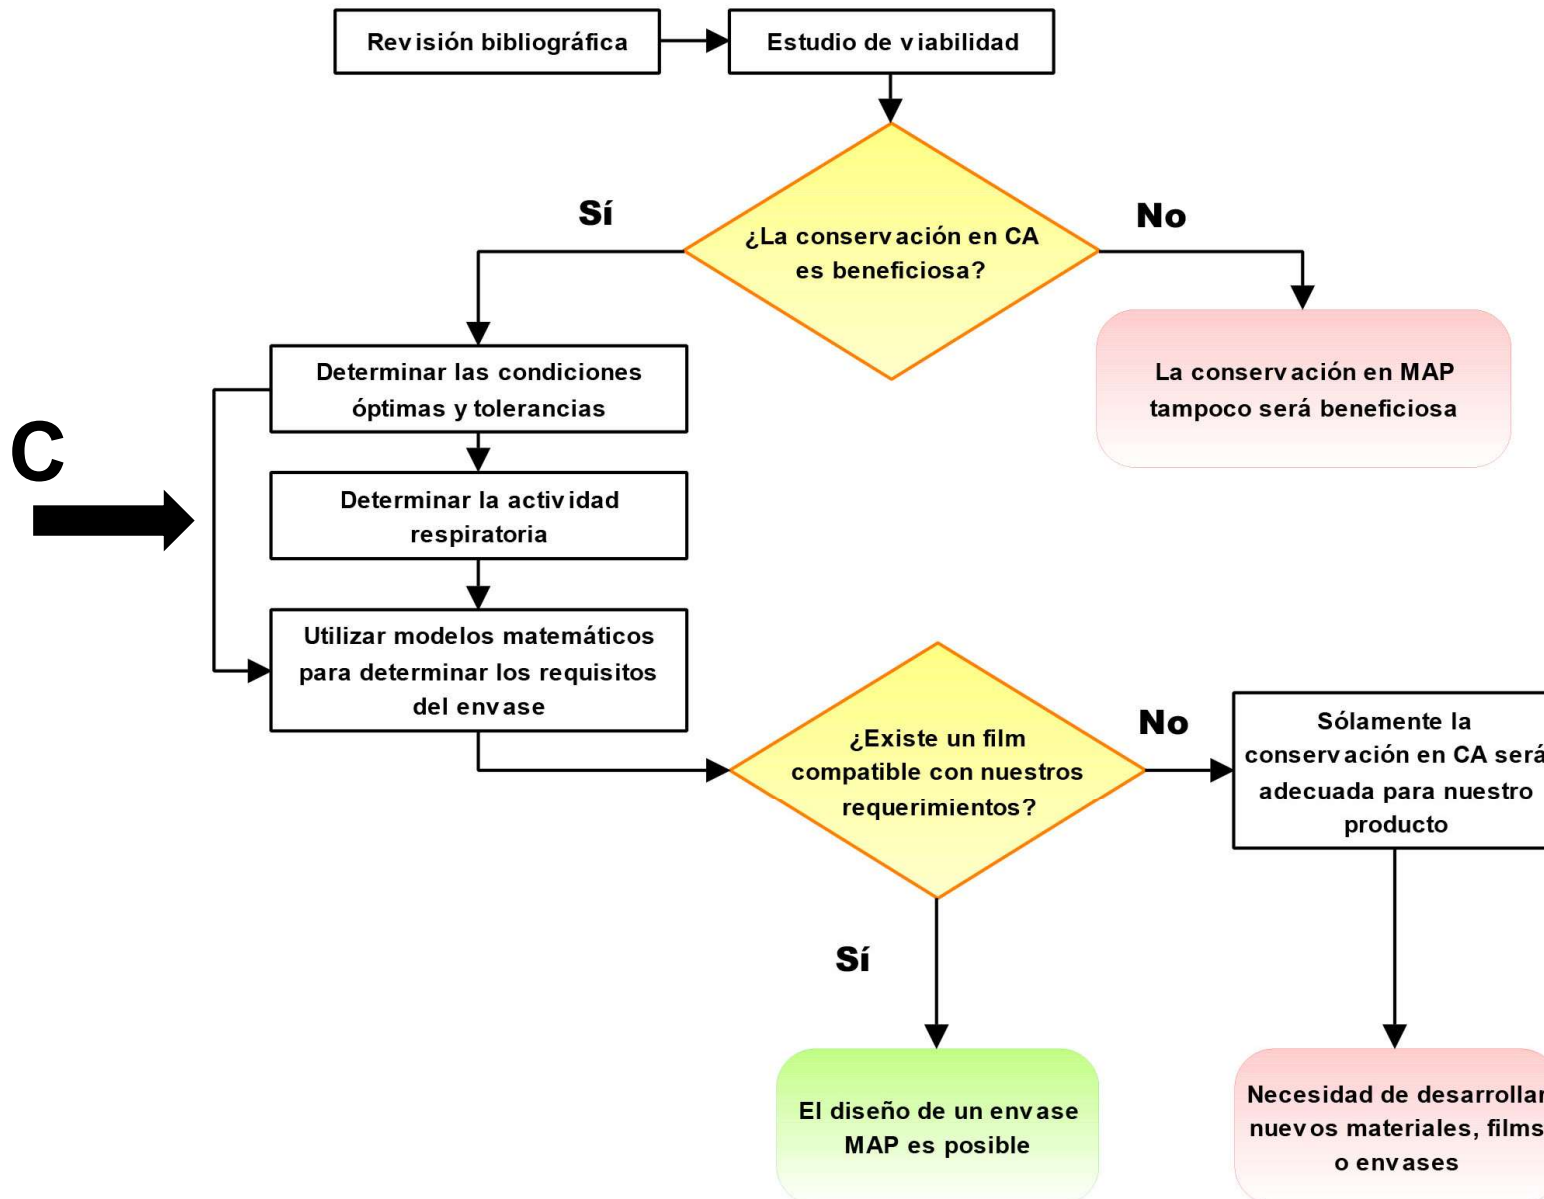 Revisión bibliográfica
Estudio de viabilidad
¿La conservación en CA
es beneficiosa?
Sí
No
La conservación en MAP
tampoco será beneficiosa
Determinar las condiciones
óptimas y tolerancias
C
Determinar la actividad
respiratoria
Utilizar modelos matemáticos
para determinar los requisitos
del envase
¿Existe un film
compatible con nuestros
requerimientos?
No
Sólamente la
conservación en CA será
adecuada para nuestro
producto
Sí
El diseño de un envase
MAP es posible
Necesidad de desarrollar
nuevos materiales, films
o envases